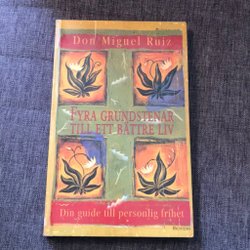 Don Miguel Ruiz
FYRA GRUNDSTENAR
TILL ETT BÄTTRE LIV
Din guide till personlig frihet